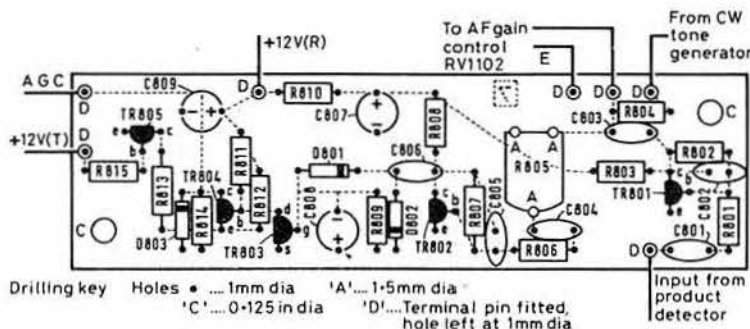 To AF gain
control
RV1102
From CW
tone
generator
+12V(R)
E
AGC
D
C809
D
R810
C807
D
D
D
R804
C803
C
TR805
e
c
b
+12V(T)
D
R815
R813
TR804
R811
R812
D801
C806
R808
A
A
R805
A
R803
TR801
R802
C802
R801
C
D803
R814
c
b
e
TR803
d
g
s
C808
R809
D802
TR802
c
b
e
R807
C805
R806
C804
D
C801
Drilling key Holes • .... 1mm dia 'A'.... 1·5mm dia
'C'.... 0·125 in dia 'D'....Terminal pin fitted,
hole left at 1mm dia
Input from
product
detector